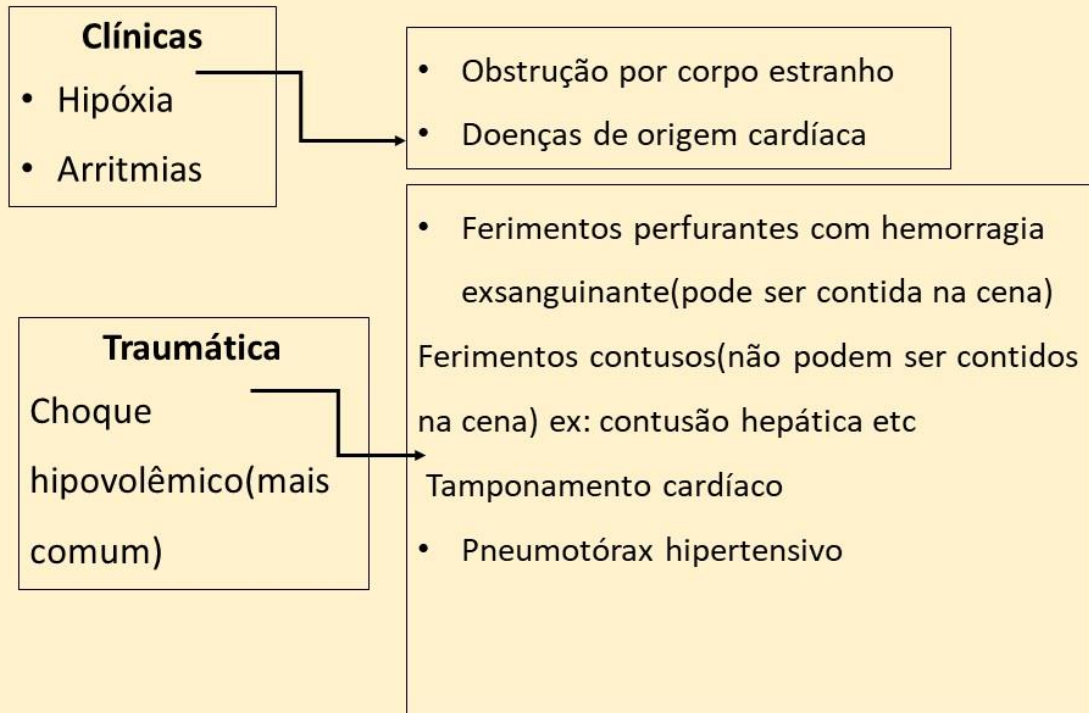 Clínicas
• Hipóxia
• Arritmias
• Obstrução por corpo estranho
• Doenças de origem cardíaca
Traumática
Choque
hipovolêmico(mais
comum)
• Ferimentos perfurantes com hemorragia
exsanguinante(pode ser contida na cena)
Ferimentos contusos(não podem ser contidos
na cena) ex: contusão hepática etc
Tamponamento cardíaco
• Pneumotórax hipertensivo